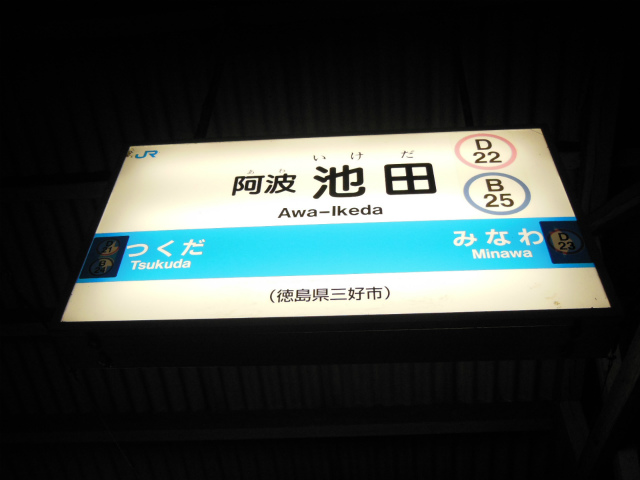 JR
いけだ
あわ
阿波 池田
Awa-Ikeda
D
22
B
25
つくだ
Tsukuda
みなわ
Minawa
D
23
(徳島県三好市)